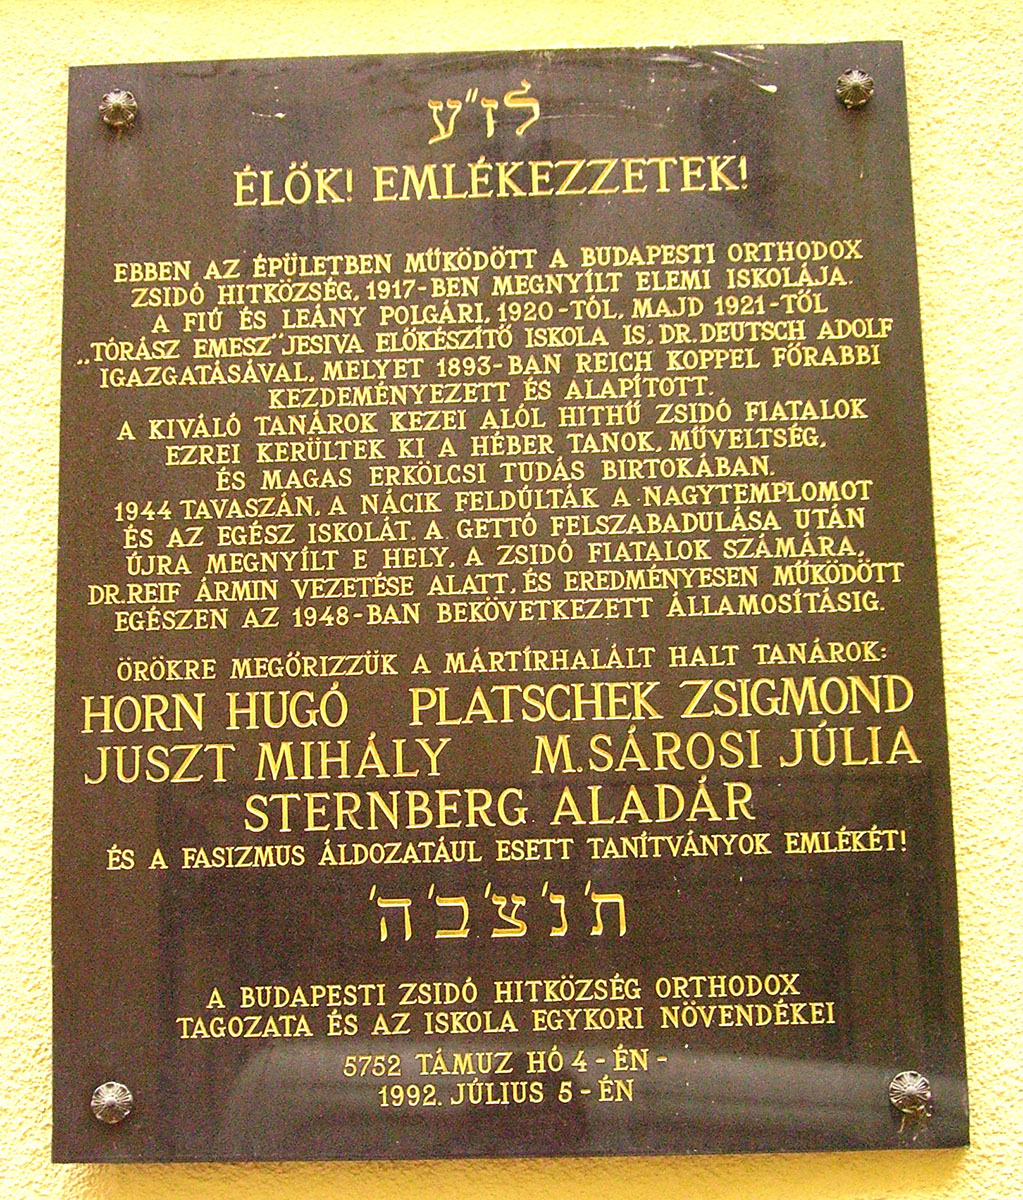 לז"ע
ÉLŐK! EMLÉKEZZETEK!
EBBEN AZ ÉPÜLETBEN MŰKÖDÖTT A BUDAPESTI ORTHODOX
ZSIDÓ HITKÖZSÉG, 1917-BEN MEGNYÍLT ELEMI ISKOLÁJA.
A FIÚ ÉS LEÁNY POLGÁRI, 1920-TÓL, MAJD 1921-TŐL
„TÓRÁSZ EMESZ" JESIVA ELŐKÉSZÍTŐ ISKOLA IS, DR. DEUTSCH ADOLF
IGAZGATÁSÁVAL, MELYET 1893-BAN REICH KOPPEL FŐRABBI
KEZDEMÉNYEZETT ÉS ALAPÍTOTT.
A KIVÁLÓ TANÁROK KEZEI ALÓL HITHŰ ZSIDÓ FIATALOK
EZREI KERÜLTEK KI A HÉBER TANOK, MŰVELTSÉG,
ÉS MAGAS ERKÖLCSI TUDÁS BIRTOKÁBAN.
1944 TAVASZÁN, A NÁCIK FELDÚLTÁK A NAGYTEMPLOMOT
ÉS AZ EGÉSZ ISKOLÁT. A GETTÓ FELSZABADULÁSA UTÁN
ÚJRA MEGNYÍLT E HELY, A ZSIDÓ FIATALOK SZÁMÁRA,
DR. REIF ÁRMIN VEZETÉSE ALATT, ÉS EREDMÉNYESEN MŰKÖDÖTT
EGÉSZEN AZ 1948-BAN BEKÖVETKEZETT ÁLLAMOSÍTÁSIG.
ÖRÖKRE MEGŐRIZZÜK A MÁRTÍRHALÁLT HALT TANÁROK:
HORN HUGÓ PLATSCHEK ZSIGMOND
JUSZT MIHÁLY M. SÁROSI JÚLIA
STERNBERG ALADÁR
ÉS A FASIZMUS ÁLDOZATÁUL ESETT TANÍTVÁNYOK EMLÉKÉT!
ת'נ'צ'ב'ה'
A BUDAPESTI ZSIDÓ HITKÖZSÉG ORTHODOX
TAGOZATA ÉS AZ ISKOLA EGYKORI NÖVENDÉKEI
5752 TÁMUZ HÓ 4-ÉN-
1992. JÚLIUS 5-ÉN